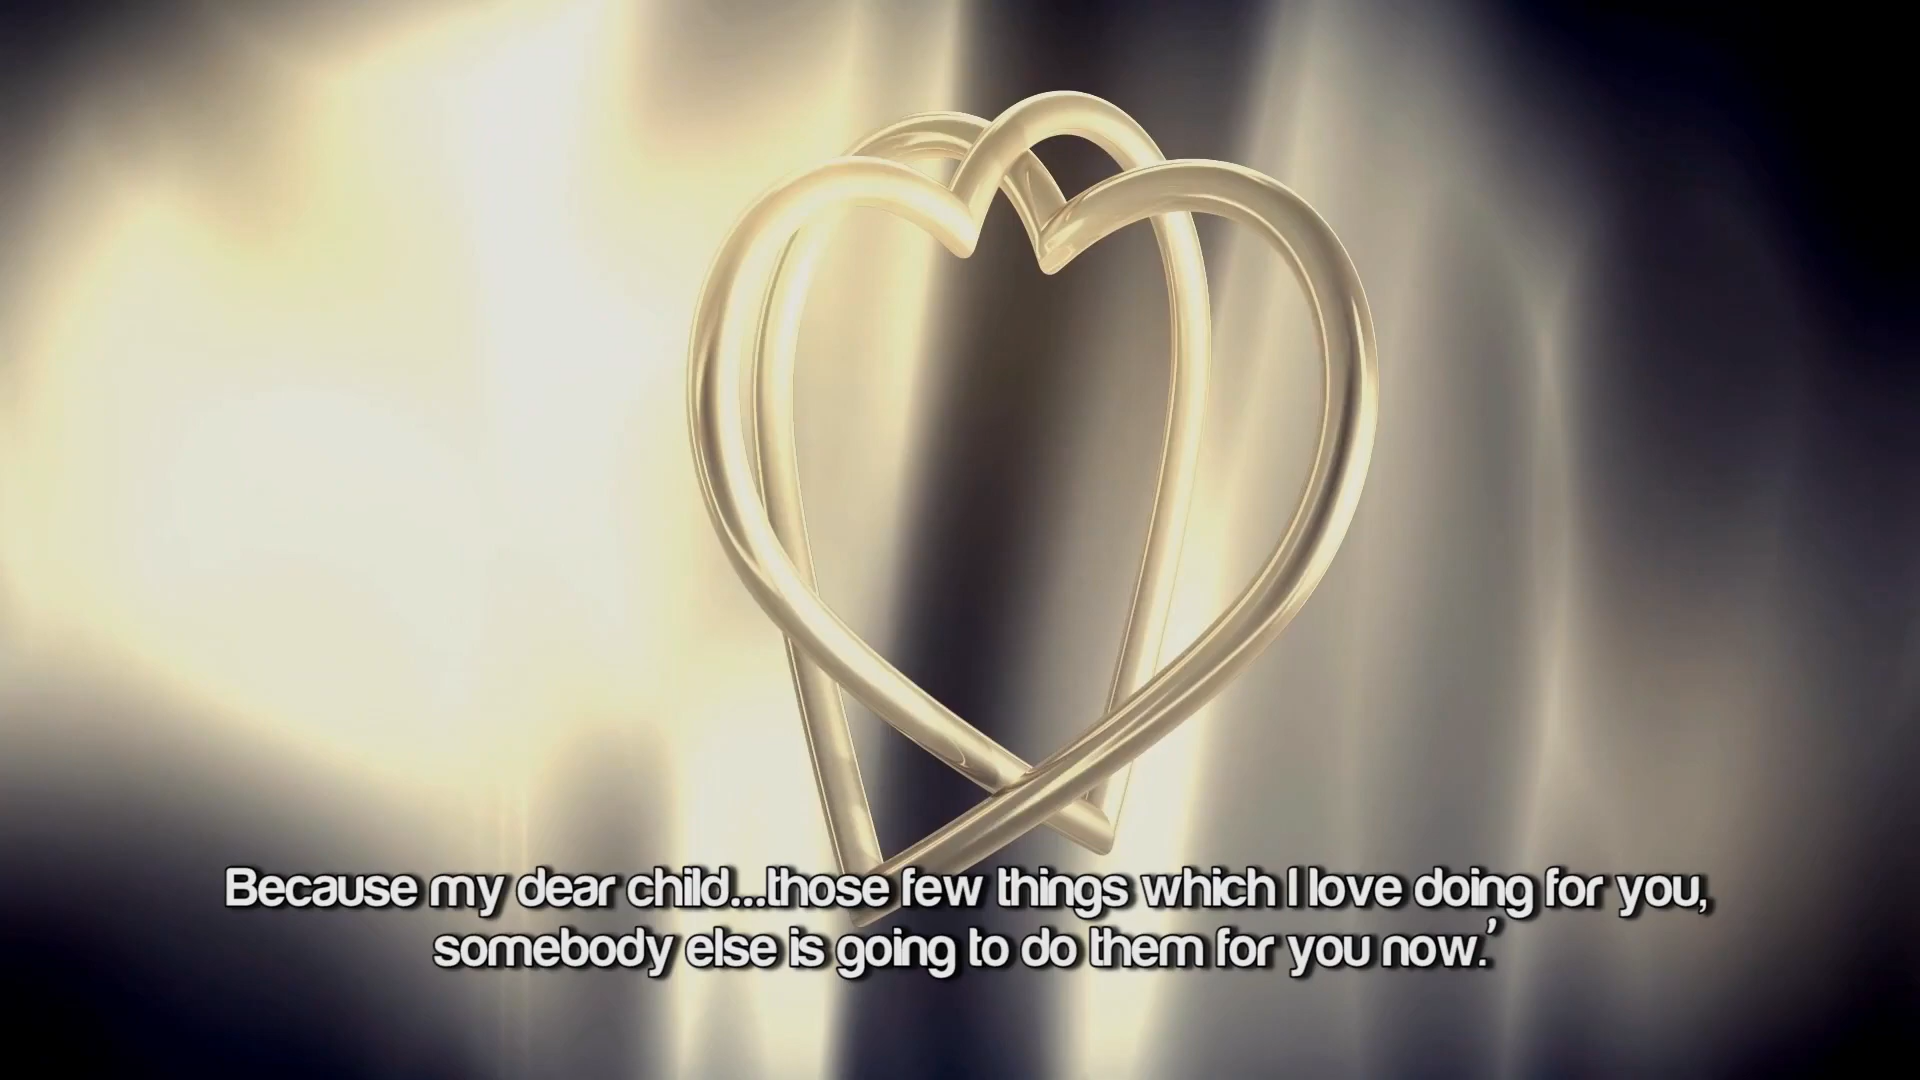 Because my dear child...those few things which I love doing for you,
somebody else is going to do them for you now.'